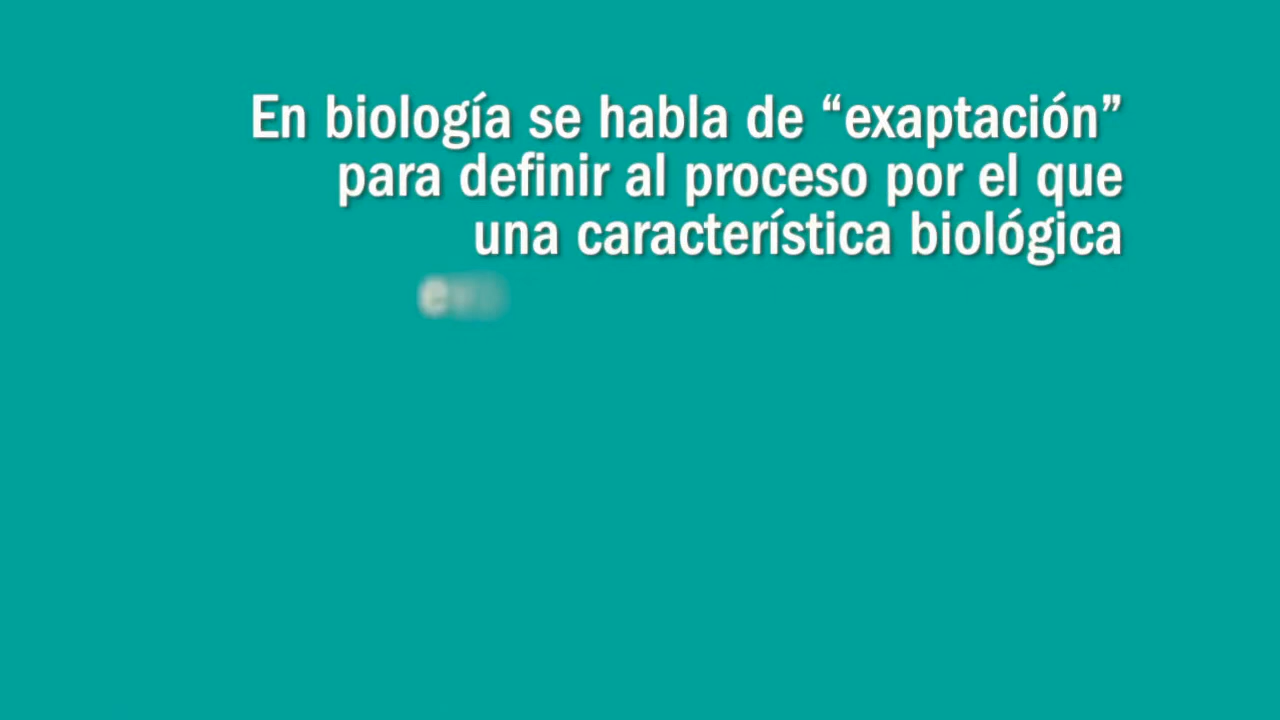 En biología se habla de “exaptación”
para definir al proceso por el que
una característica biológica